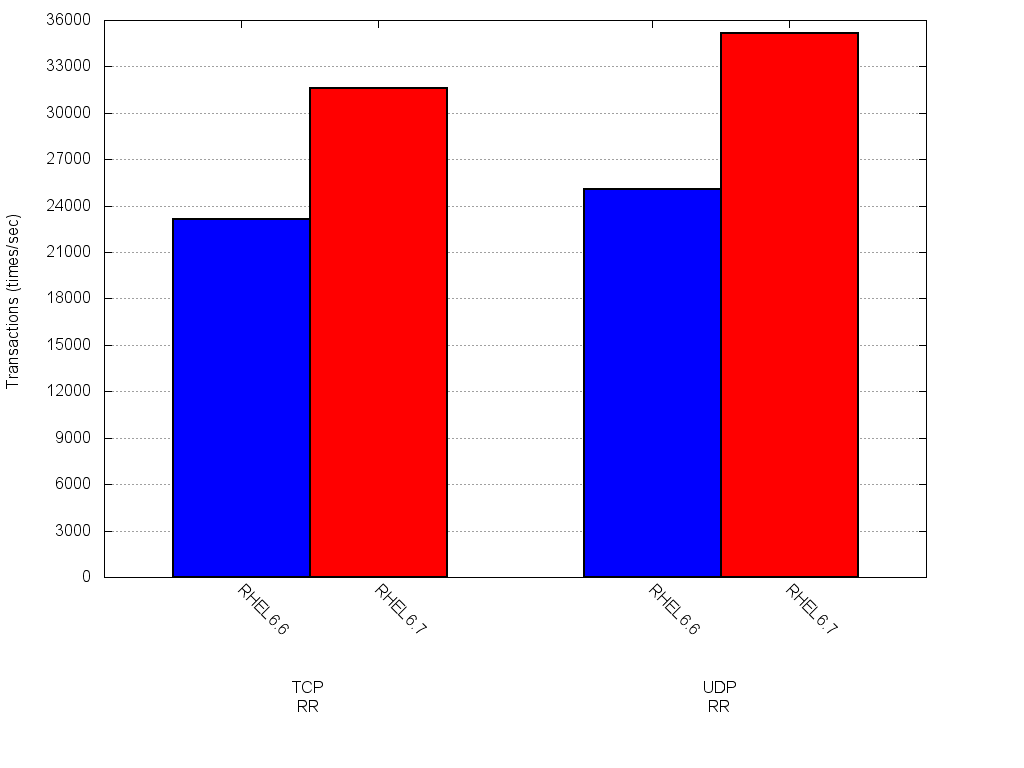 Transactions (times/sec)
36000
33000
30000
27000
24000
21000
18000
15000
12000
9000
6000
3000
0
RHEL6.6
RHEL6.7
RHEL6.6
RHEL6.7
TCP
RR
UDP
RR